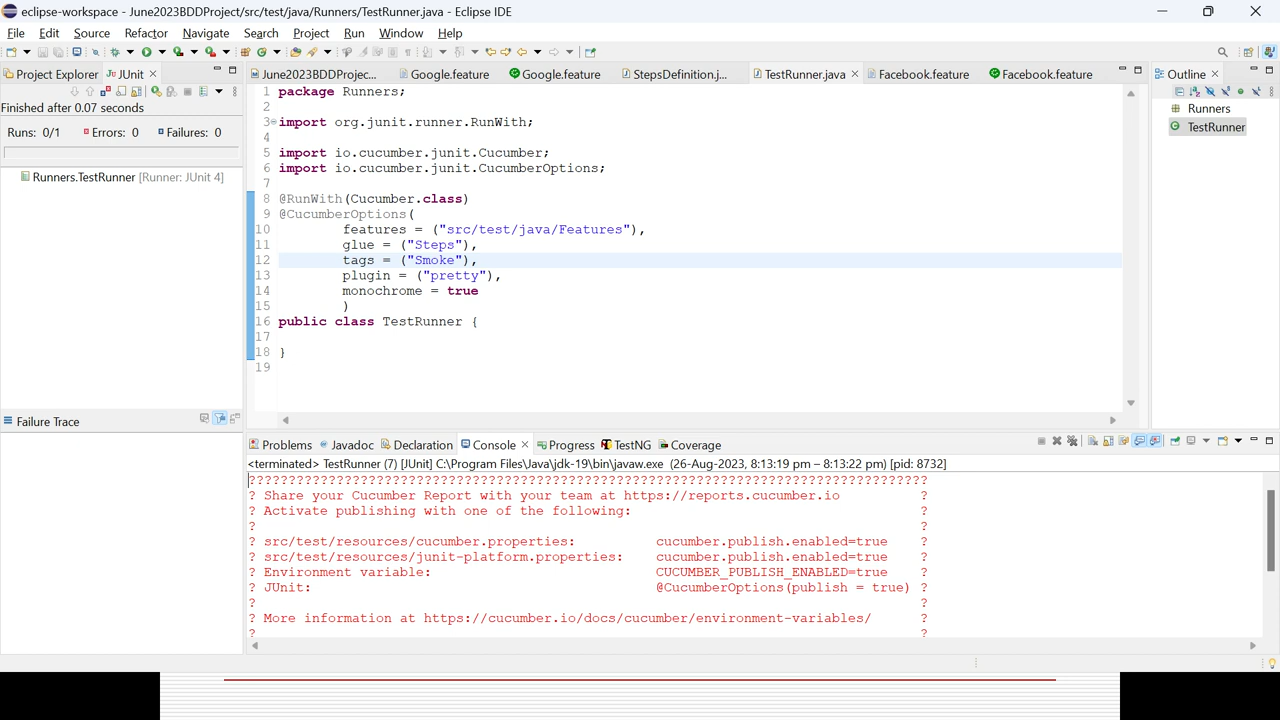 eclipse-workspace - June2023BDDProject/src/test/java/Runners/TestRunner.java - Eclipse IDE
File Edit Source Refactor Navigate Search Project Run Window Help
Project Explorer JUnit
June2023BDDProjec... Google.feature Google.feature StepsDefinition.j... TestRunner.java Facebook.feature Facebook.feature
Outline
Finished after 0.07 seconds
Runs: 0/1 Errors: 0 Failures: 0
Runners.TestRunner [Runner: JUnit 4]
Failure Trace
1 package Runners;
2
3 import org.junit.runner.RunWith;
4
5 import io.cucumber.junit.Cucumber;
6 import io.cucumber.junit.CucumberOptions;
7
8 @RunWith(Cucumber.class)
9 @CucumberOptions(
10 features = ("src/test/java/Features"),
11 glue = ("Steps"),
12 tags = ("Smoke"),
13 plugin = ("pretty"),
14 monochrome = true
15 )
16 public class TestRunner {
17
18 }
19
Runners
TestRunner
Problems Javadoc Declaration Console Progress TestNG Coverage
<terminated> TestRunner (7) [JUnit] C:\Program Files\Java\jdk-19\bin\javaw.exe (26-Aug-2023, 8:13:19 pm – 8:13:22 pm) [pid: 8732]
?????????????????????????????????????????????????????????????????????????????????????
? Share your Cucumber Report with your team at https://reports.cucumber.io ?
? Activate publishing with one of the following: ?
? ?
? src/test/resources/cucumber.properties: cucumber.publish.enabled=true ?
? src/test/resources/junit-platform.properties: cucumber.publish.enabled=true ?
? Environment variable: CUCUMBER_PUBLISH_ENABLED=true ?
? JUnit: @CucumberOptions(publish = true) ?
? ?
? More information at https://cucumber.io/docs/cucumber/environment-variables/ ?
? ?